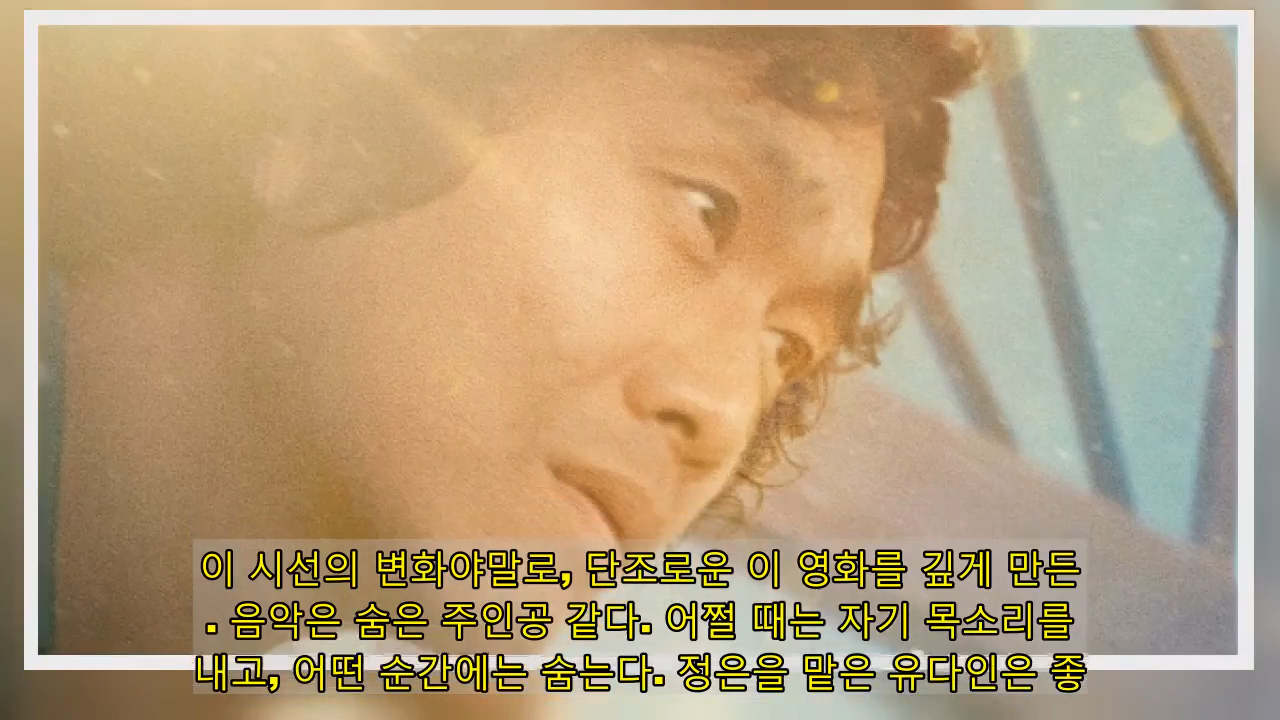 이 시선의 변화야말로, 단조로운 이 영화를 깊게 만든
. 음악은 숨은 주인공 같다. 어쩔 때는 자기 목소리를
내고, 어떤 순간에는 숨는다. 정은을 맡은 유다인은 좋